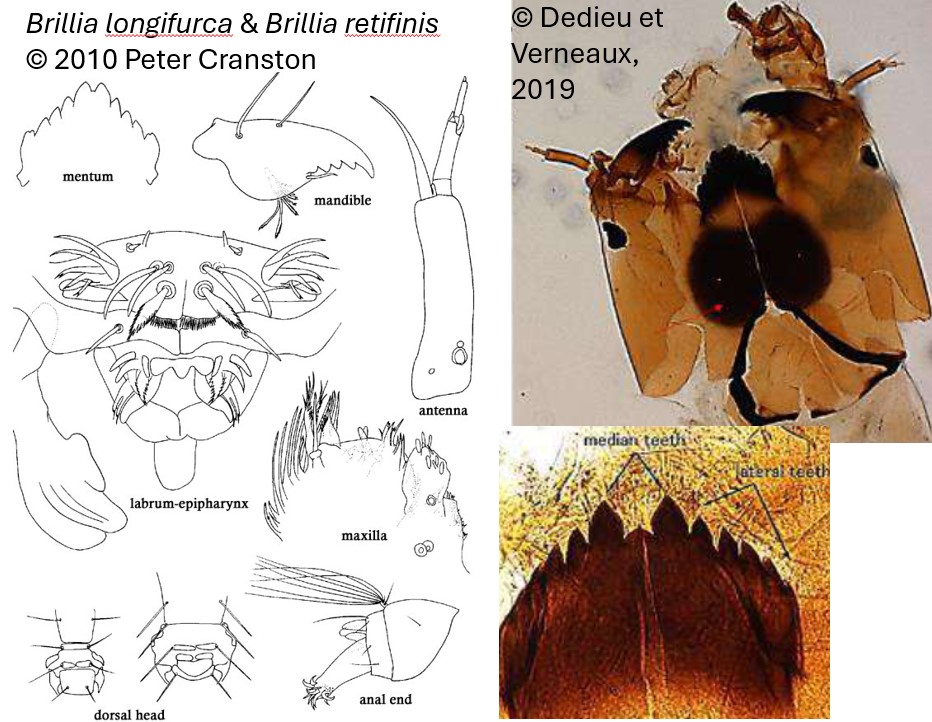 Brillia longifurca & Brillia retifinis
© 2010 Peter Cranston
© Dedieu et
Verneaux,
2019
mentum
mandible
antenna
labrum-epipharynx
maxilla
dorsal head
anal end
median teeth
lateral teeth